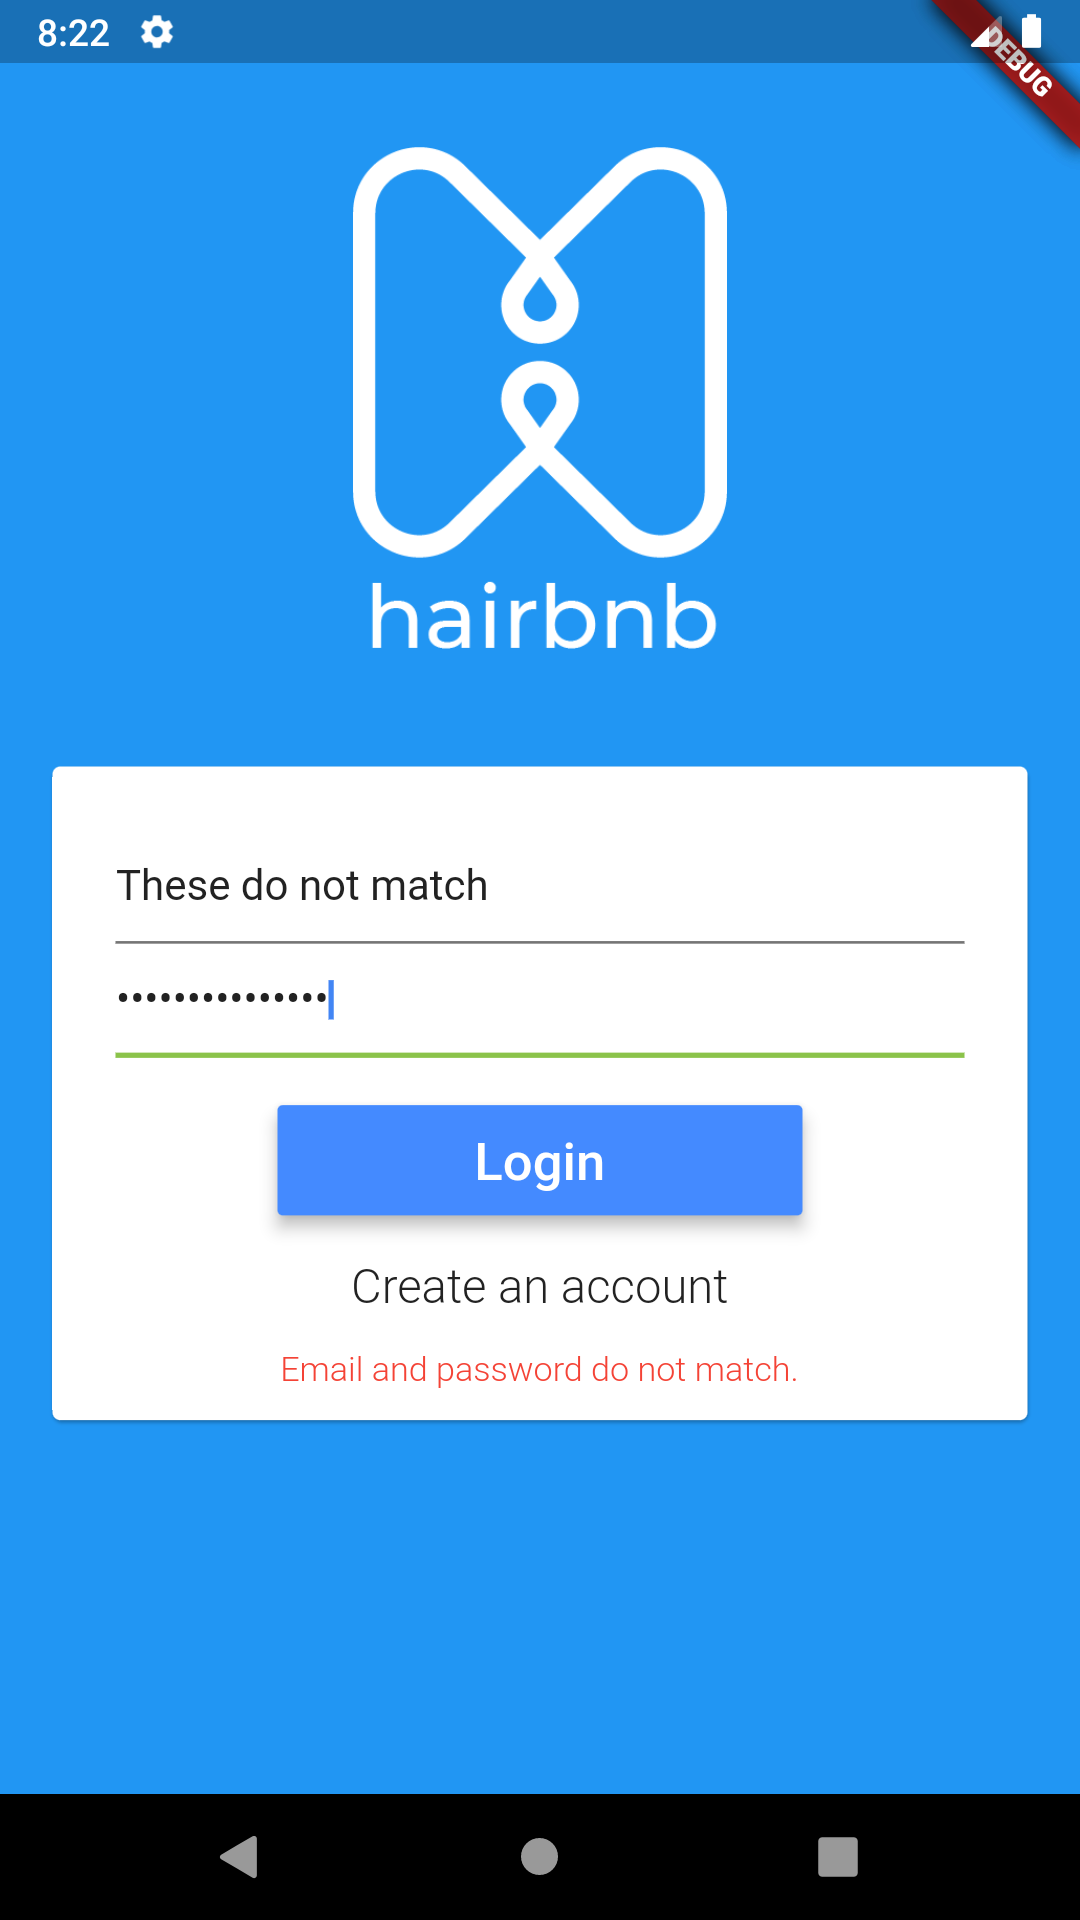 8:22
DEBUG
hairbnb
These do not match
•••••••••••••••
Login
Create an account
Email and password do not match.